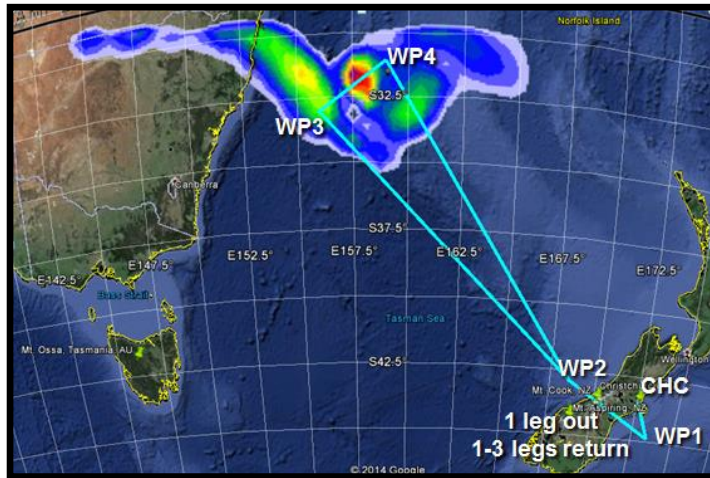 Norfolk Island
WP4
S32.5°
WP3
Canberra
S37.5°
E152.5° E157.5° E162.5° E167.5° E172.5°
E142.5° E147.5°
Bass Strait
Tasman Sea
Mt. Ossa, Tasmania, AU
S42.5°
Wellington
WP2
Mt. Cook, NZ Christch
CHC
Mt. Aspiring, NZ
1 leg out
WP1
1-3 legs return
© 2014 Google